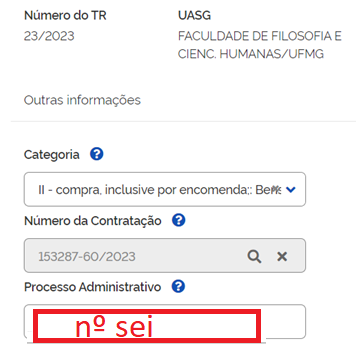 Número do TR UASG
23/2023 FACULDADE DE FILOSOFIA E
CIENC. HUMANAS/UFMG
Outras informações
Categoria ?
II - compra, inclusive por encomenda:: Be
Número da Contratação ?
153287-60/2023
Processo Administrativo ?
nº sei